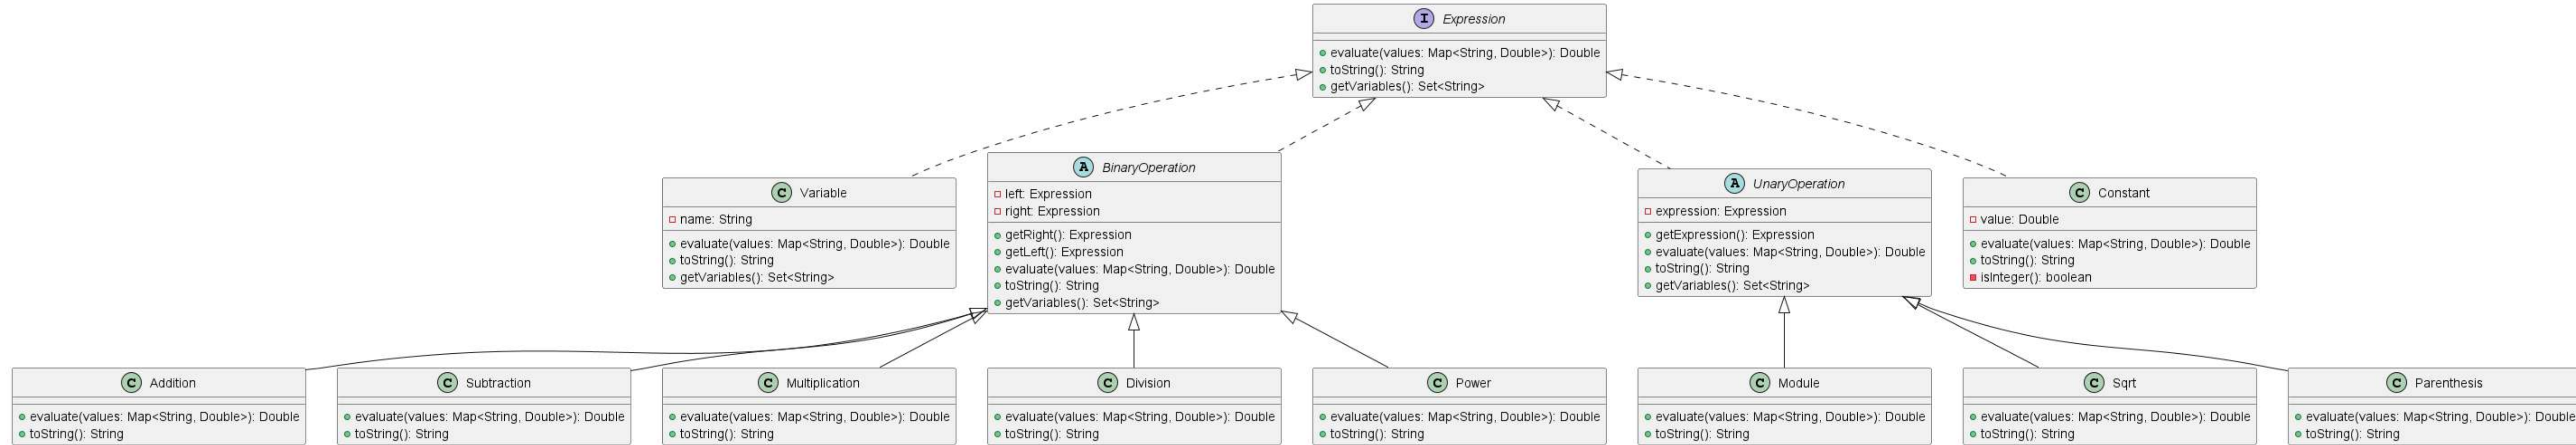 I Expression
evaluate(values: Map<String, Double>): Double
toString(): String
getVariables(): Set<String>
C Variable
name: String
evaluate(values: Map<String, Double>): Double
toString(): String
getVariables(): Set<String>
A BinaryOperation
left: Expression
right: Expression
getRight(): Expression
getLeft(): Expression
evaluate(values: Map<String, Double>): Double
toString(): String
getVariables(): Set<String>
A UnaryOperation
expression: Expression
getExpression(): Expression
evaluate(values: Map<String, Double>): Double
toString(): String
getVariables(): Set<String>
C Constant
value: Double
evaluate(values: Map<String, Double>): Double
toString(): String
isInteger(): boolean
C Addition
evaluate(values: Map<String, Double>): Double
toString(): String
C Subtraction
evaluate(values: Map<String, Double>): Double
toString(): String
C Multiplication
evaluate(values: Map<String, Double>): Double
toString(): String
C Division
evaluate(values: Map<String, Double>): Double
toString(): String
C Power
evaluate(values: Map<String, Double>): Double
toString(): String
C Module
evaluate(values: Map<String, Double>): Double
toString(): String
C Sqrt
evaluate(values: Map<String, Double>): Double
toString(): String
C Parenthesis
evaluate(values: Map<String, Double>): Double
toString(): String